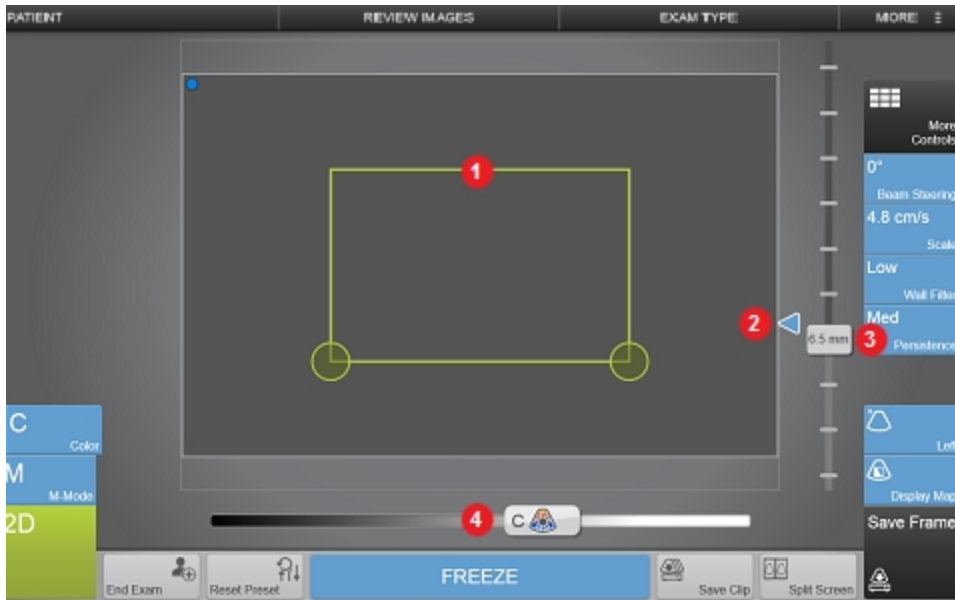 PATIENT
REVIEW IMAGES
EXAM TYPE
MORE
More
Controls
0°
Beam Steering
4.8 cm/s
Scale
Low
Wall Filter
Med
Persistence
1
2
6.5 mm
3
C
Color
M
M-Mode
2D
Left
Display Map
Save Frame
4
C
End Exam
Reset Preset
FREEZE
Save Clip
Split Screen